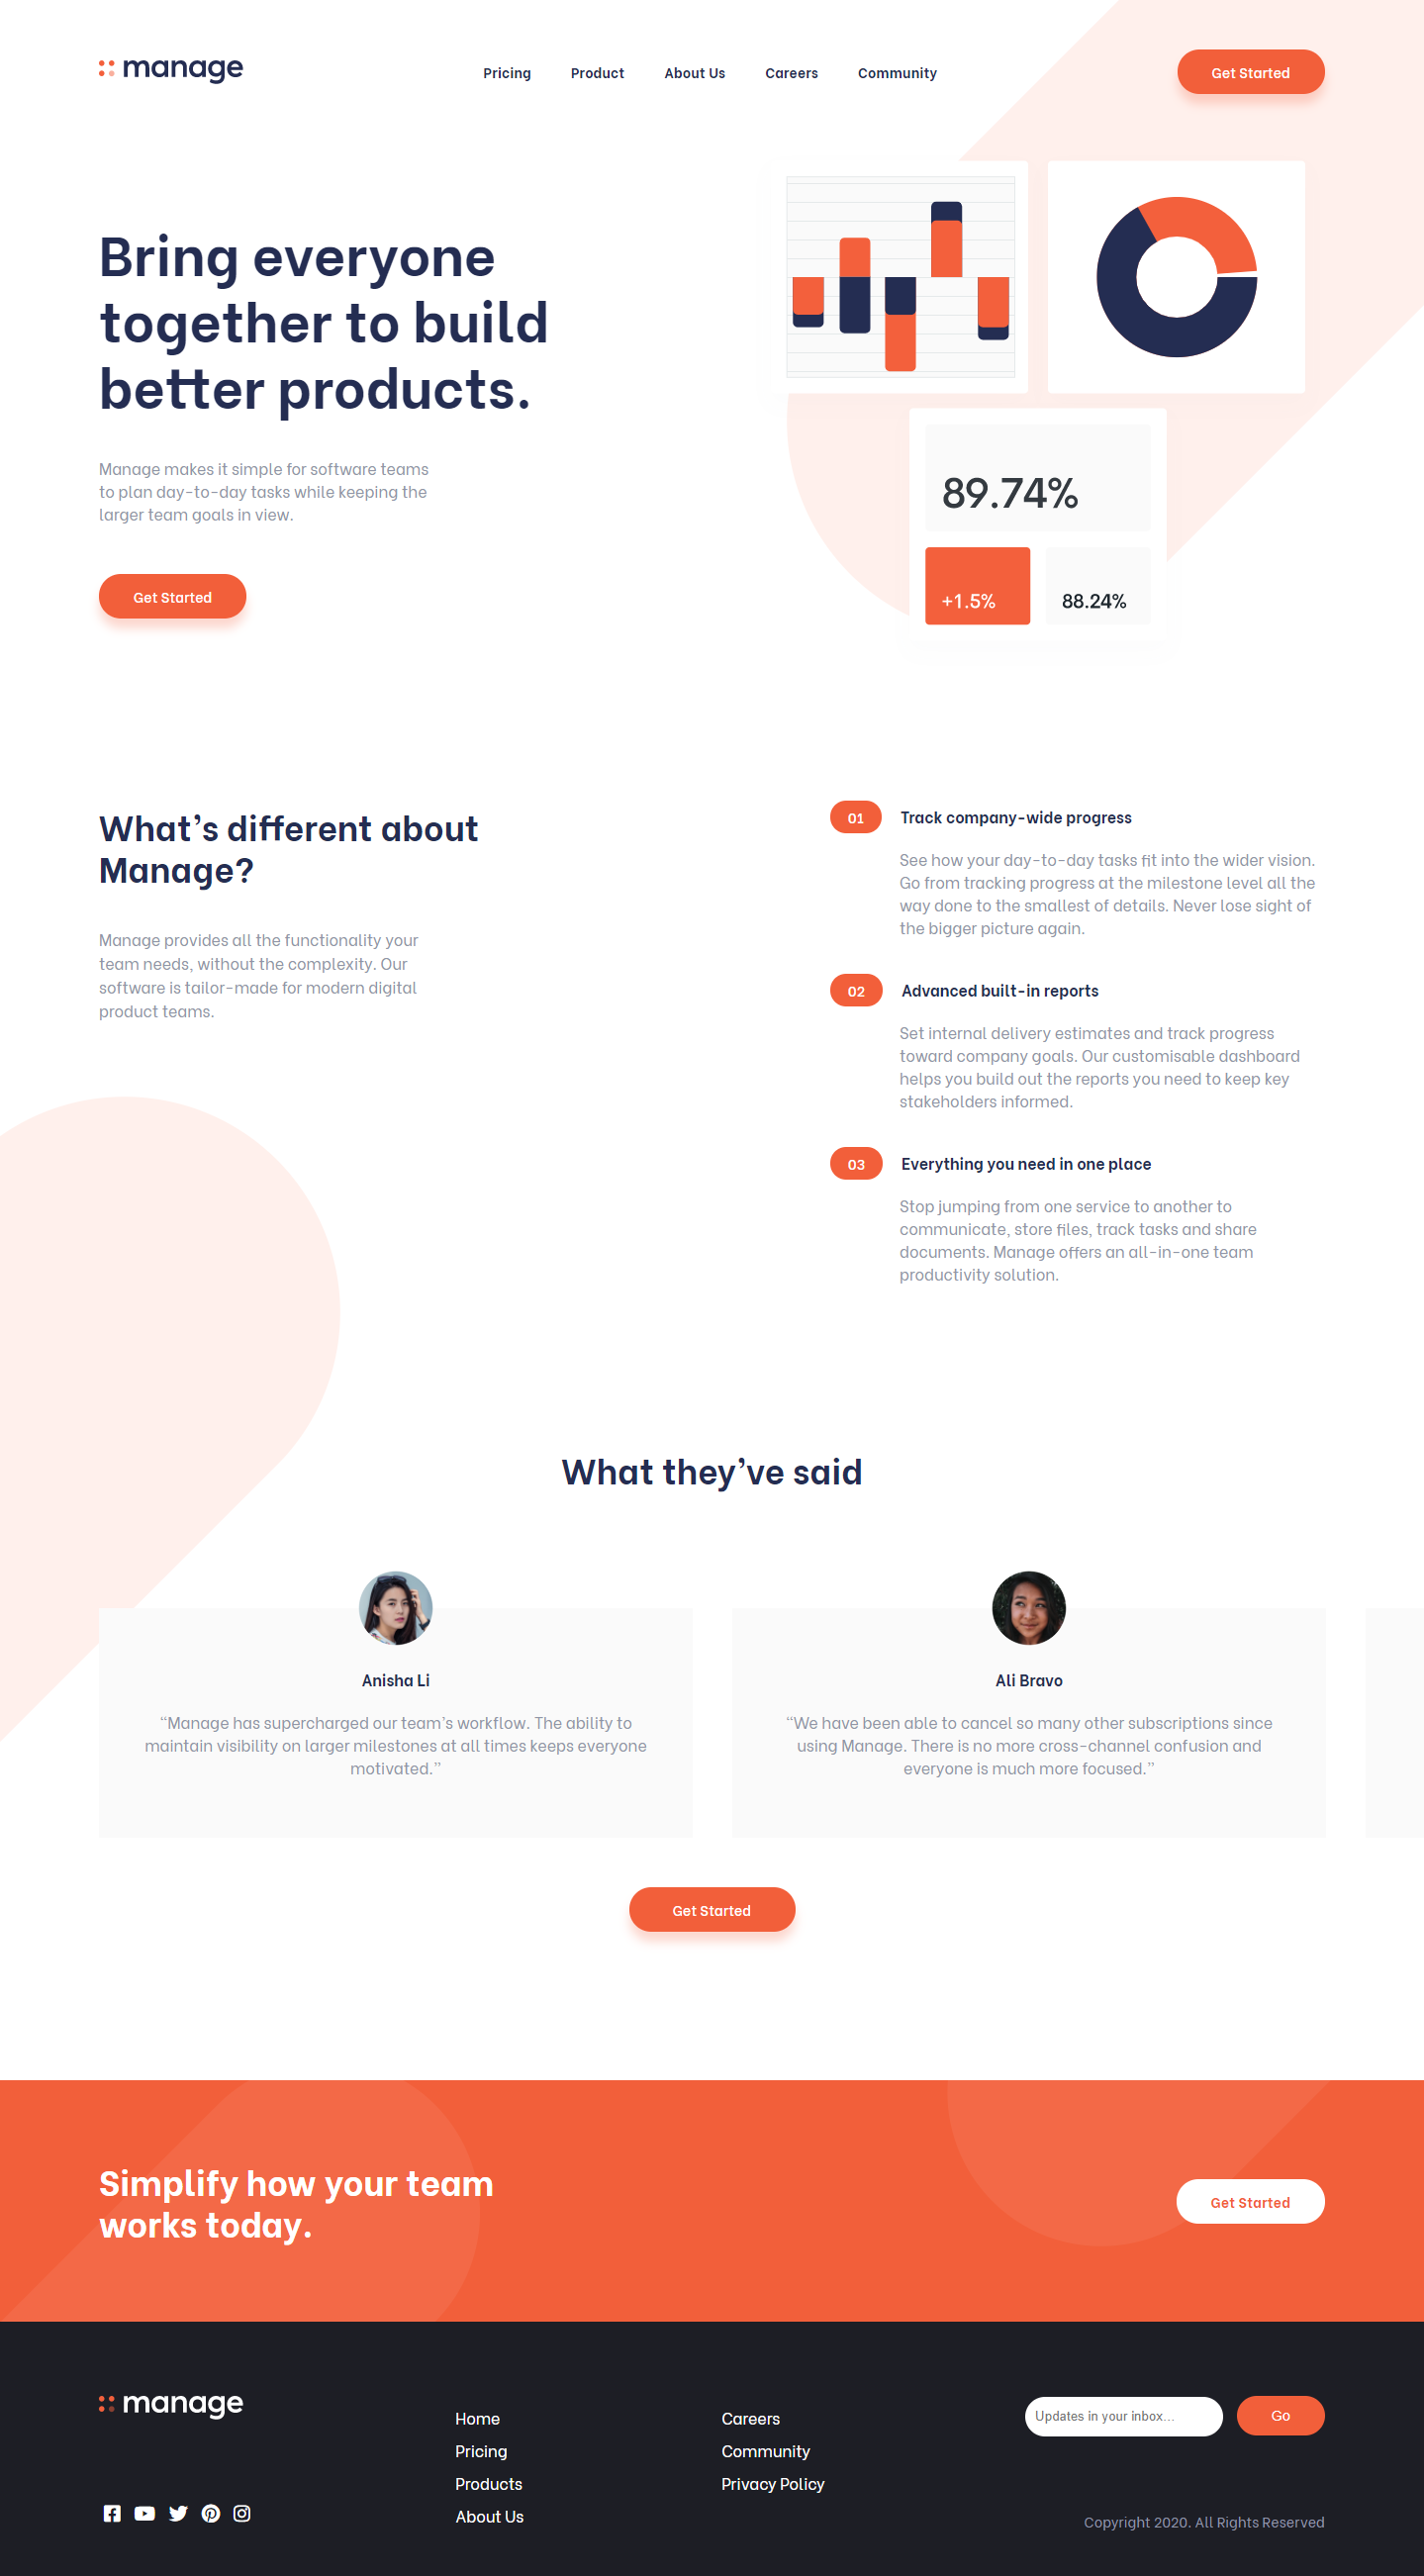 manage
Pricing
Product
About Us
Careers
Community
Get Started
Bring everyone
together to build
better products.
Manage makes it simple for software teams
to plan day-to-day tasks while keeping the
larger team goals in view.
Get Started
89.74%
+1.5%
88.24%
What's different about
Manage?
Manage provides all the functionality your
team needs, without the complexity. Our
software is tailor-made for modern digital
product teams.
01
Track company-wide progress
See how your day-to-day tasks fit into the wider vision.
Go from tracking progress at the milestone level all the
way done to the smallest of details. Never lose sight of
the bigger picture again.
02
Advanced built-in reports
Set internal delivery estimates and track progress
toward company goals. Our customisable dashboard
helps you build out the reports you need to keep key
stakeholders informed.
03
Everything you need in one place
Stop jumping from one service to another to
communicate, store files, track tasks and share
documents. Manage offers an all-in-one team
productivity solution.
What they've said
Anisha Li
“Manage has supercharged our team's workflow. The ability to
maintain visibility on larger milestones at all times keeps everyone
motivated.”
Ali Bravo
“We have been able to cancel so many other subscriptions since
using Manage. There is no more cross-channel confusion and
everyone is much more focused.”
Get Started
Simplify how your team
works today.
Get Started
manage
Home
Pricing
Products
About Us
Careers
Community
Privacy Policy
Updates in your inbox...
Go
Copyright 2020. All Rights Reserved